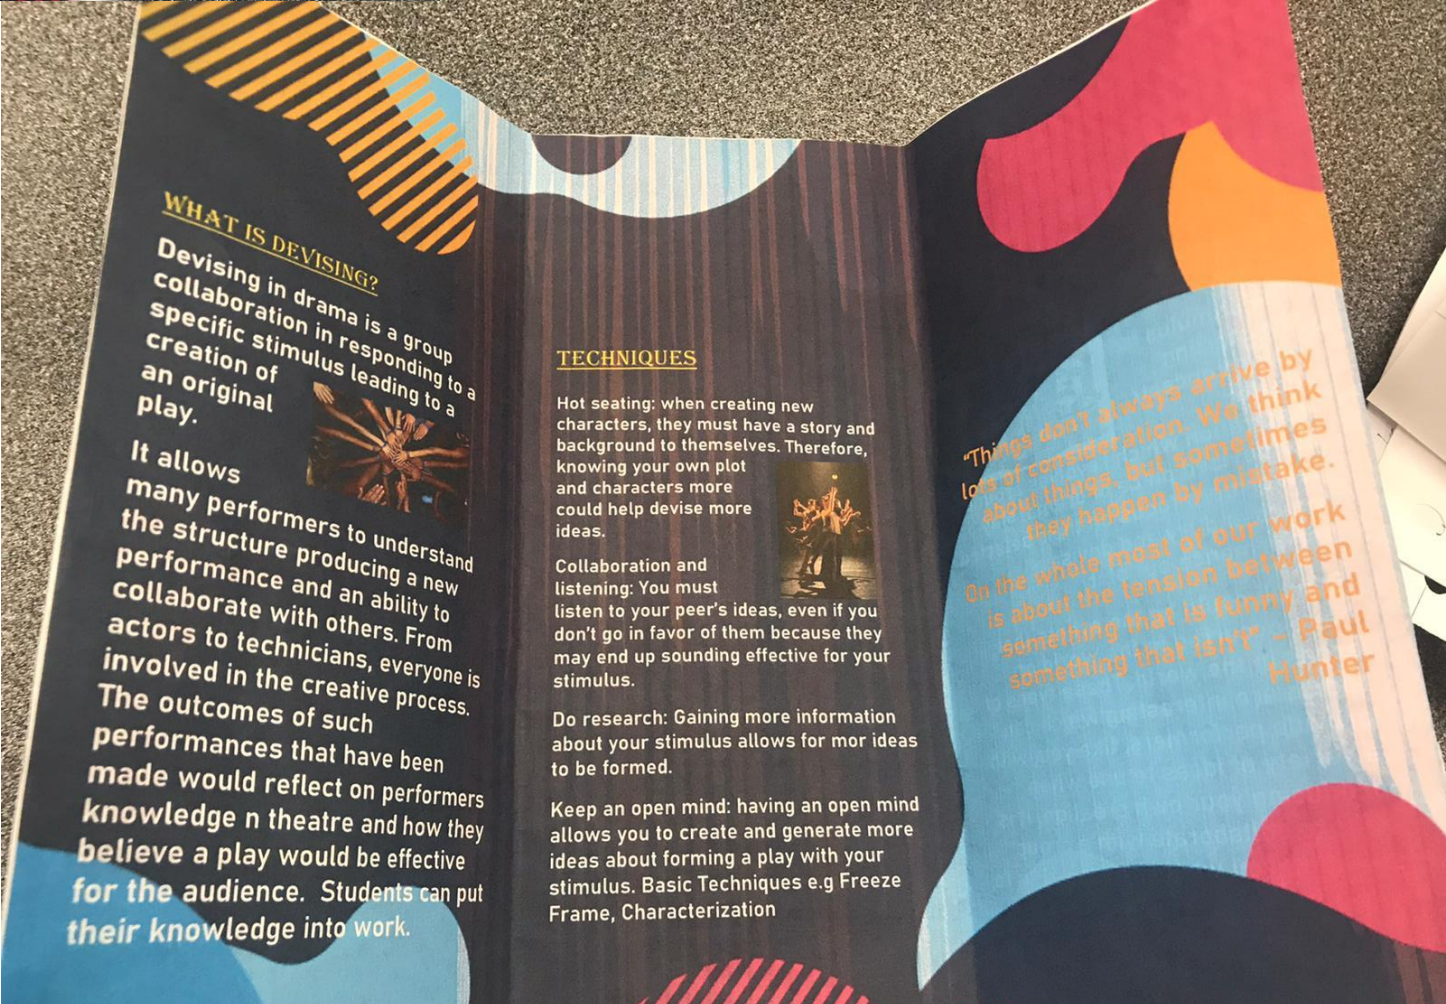 WHAT IS DEVISING?
Devising in drama is a group
collaboration in responding to a
specific stimulus leading to a
creation of
an original
play.
It allows
many performers to understand
the structure producing a new
performance and an ability to
collaborate with others. From
actors to technicians, everyone is
involved in the creative process.
The outcomes of such
performances that have been
made would reflect on performers
knowledge n theatre and how they
believe a play would be effective
for the audience. Students can put
their knowledge into work.
TECHNIQUES
Hot seating: when creating new
characters, they must have a story and
background to themselves. Therefore,
knowing your own plot
and characters more
could help devise more
ideas.
Collaboration and
listening: You must
listen to your peer's ideas, even if you
don't go in favor of them because they
may end up sounding effective for your
stimulus.
Do research: Gaining more information
about your stimulus allows for mor ideas
to be formed.
Keep an open mind: having an open mind
allows you to create and generate more
ideas about forming a play with your
stimulus. Basic Techniques e.g Freeze
Frame, Characterization
"Things don't always arrive by
lots of consideration. We think
about things, but sometimes
they happen by mistake.
On the whole most of our work
is about the tension between
something that is funny and
something that isn't" – Paul
Hunter